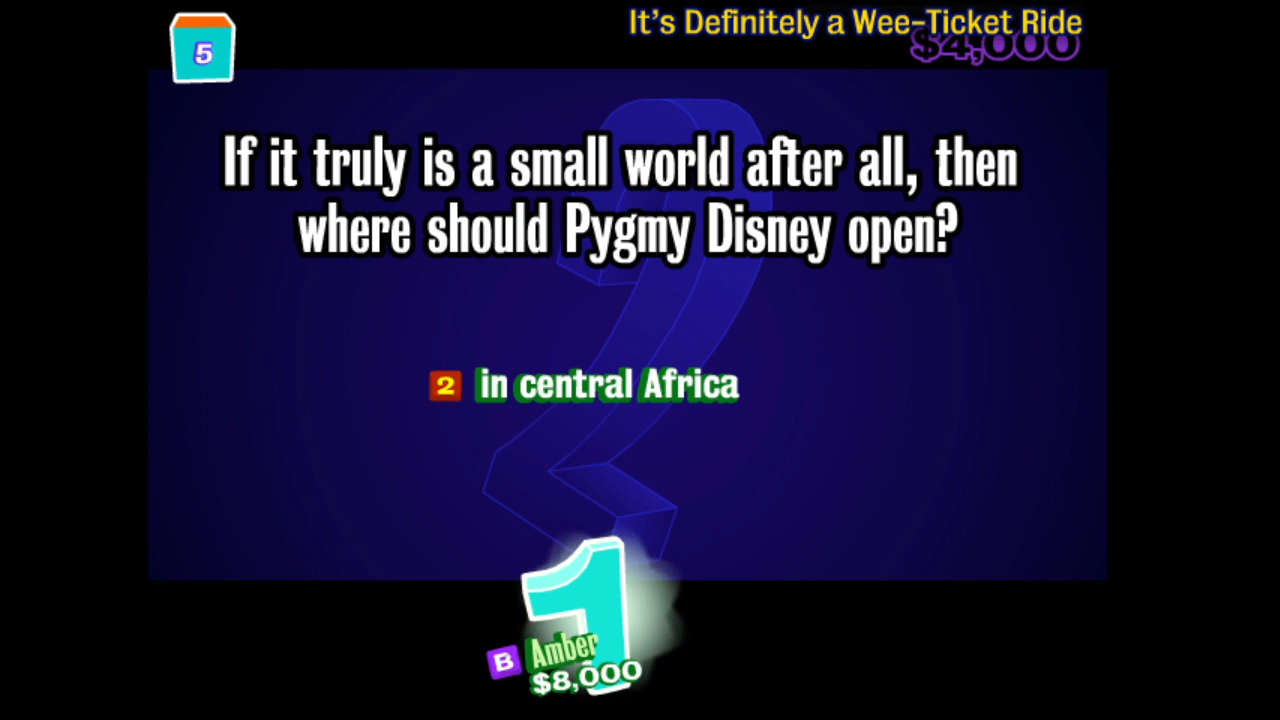 5
It's Definitely a Wee-Ticket Ride
$4,000
If it truly is a small world after all, then
where should Pygmy Disney open?
2 in central Africa
1
B Amber
$8,000